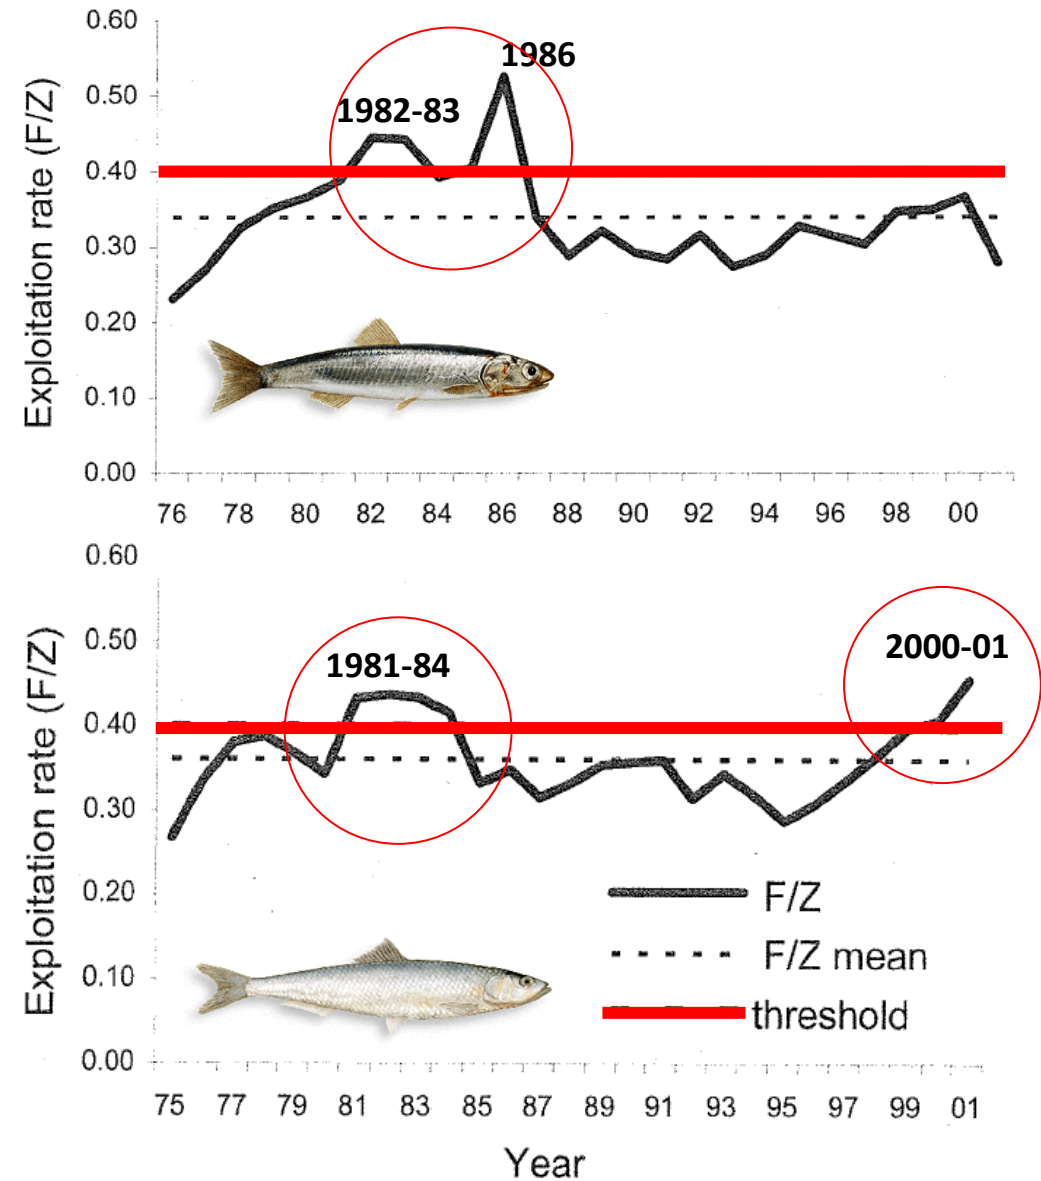 Exploitation rate (F/Z)
0.60
0.50
0.40
0.30
0.20
0.10
0.00
1986
1982-83
76 78 80 82 84 86 88 90 92 94 96 98 00
Exploitation rate (F/Z)
0.60
0.50
0.40
0.30
0.20
0.10
0.00
1981-84
2000-01
F/Z
F/Z mean
threshold
75 77 79 81 83 85 87 89 91 93 95 97 99 01
Year